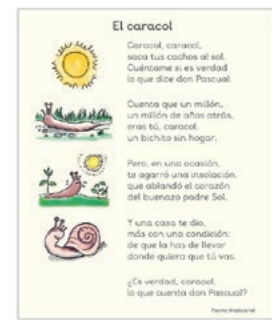 El caracol
Caracol, caracol,
saca tus cachos al sol.
Cuéntame si es verdad
lo que dice don Pascual.
Cuenta que un millón,
un millón de años atrás,
eras tú, caracol,
un bichito sin hogar.
Pero, en una ocasión,
te agarró una insolación,
que ablandó el corazón
del buenazo padre Sol.
Y una casa te dio,
más con una condición:
de que la has de llevar
donde quiera que tú vas.
¿Es verdad, caracol,
lo que cuenta don Pascual?
Poema tradicional